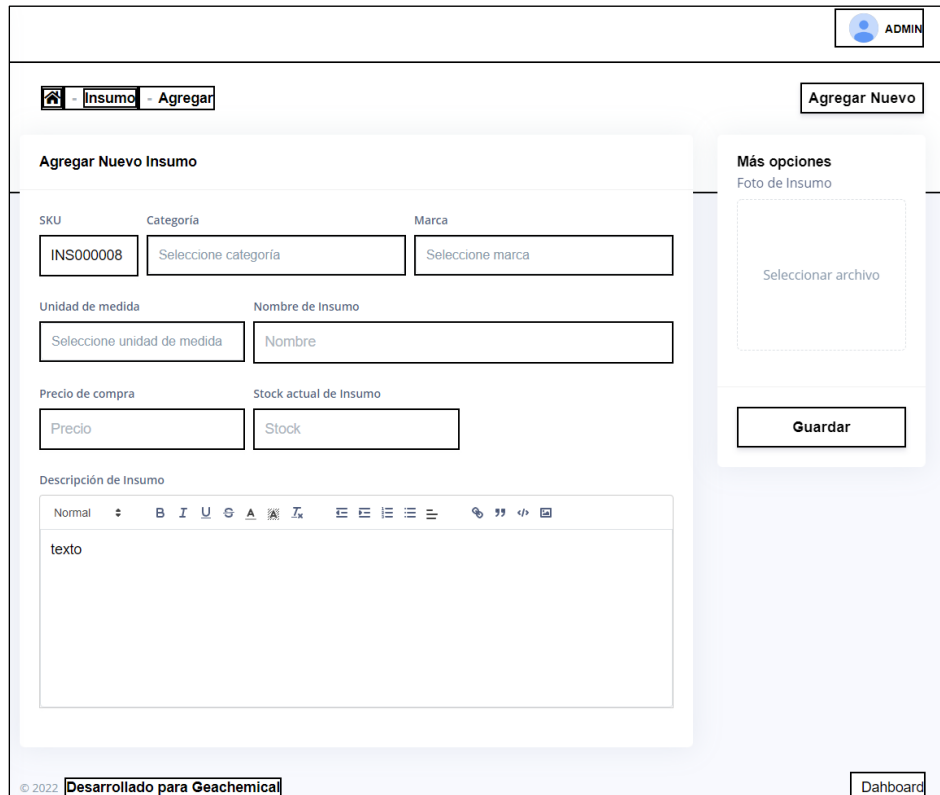 ADMIN
- Insumo - Agregar
Agregar Nuevo
Agregar Nuevo Insumo
Más opciones
Foto de Insumo
SKU Categoría Marca
INS000008 Seleccione categoría Seleccione marca
Seleccionar archivo
Unidad de medida Nombre de Insumo
Seleccione unidad de medida Nombre
Precio de compra Stock actual de Insumo
Precio Stock
Guardar
Descripción de Insumo
Normal B I U S A A Tx
texto
© 2022 Desarrollado para Geachemical
Dahboard